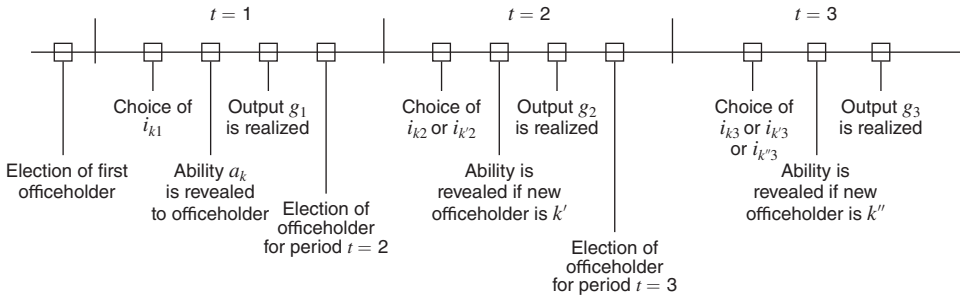 t = 1
t = 2
t = 3
Election of first
officeholder
Choice of
i_{k1}
Ability a_k
is revealed
to officeholder
Output g_1
is realized
Election of
officeholder
for period t = 2
Choice of
i_{k2} or i_{k′2}
Ability is
revealed if new
officeholder is k′
Output g_2
is realized
Election of
officeholder
for period t = 3
Choice of
i_{k3} or i_{k′3}
or i_{k″3}
Ability is
revealed if new
officeholder is k″
Output g_3
is realized